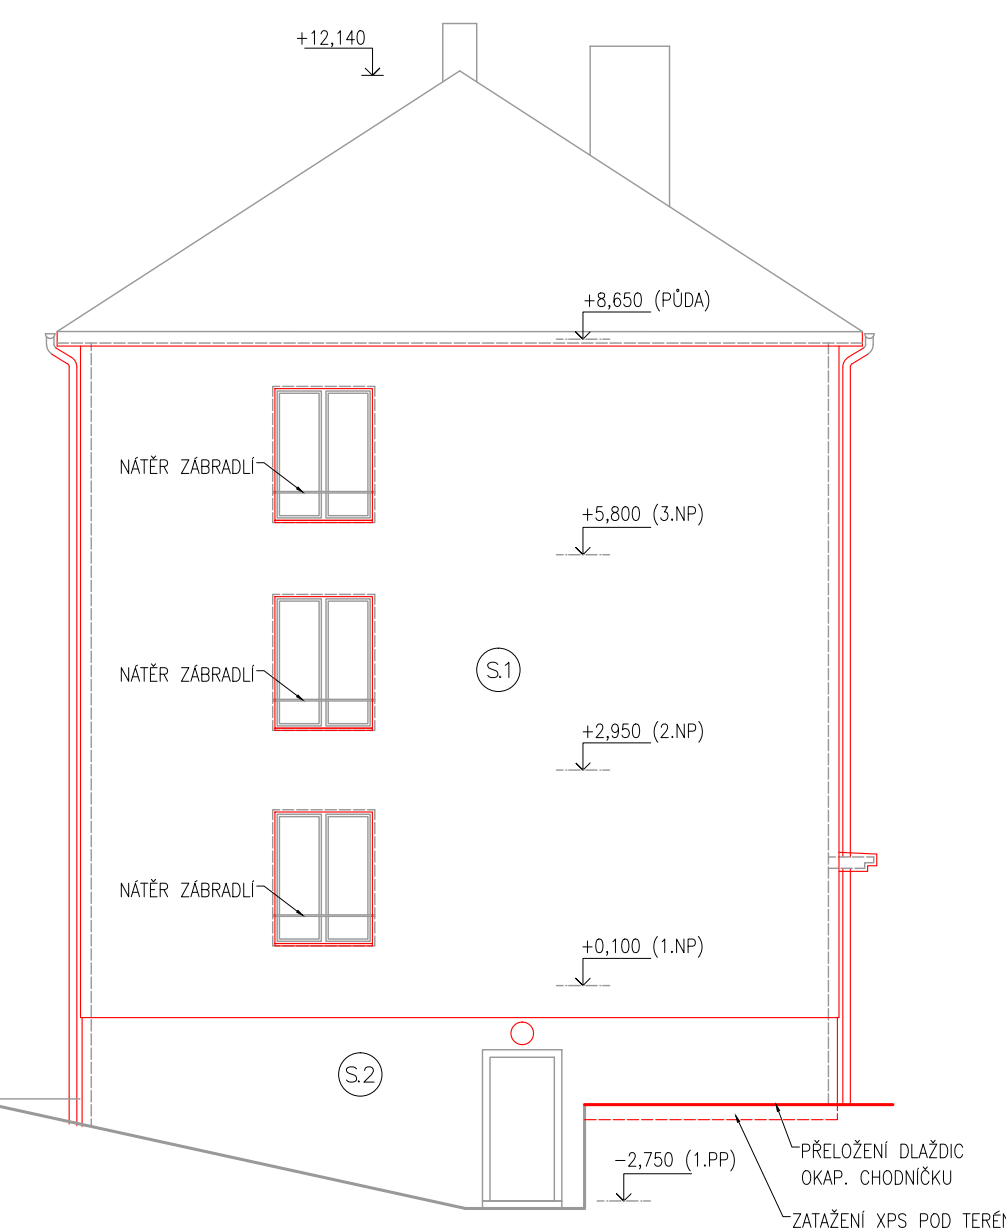 +12,140
+8,650 (PŮDA)
NÁTĚR ZÁBRADLÍ
+5,800 (3.NP)
NÁTĚR ZÁBRADLÍ
S.1
+2,950 (2.NP)
NÁTĚR ZÁBRADLÍ
+0,100 (1.NP)
S.2
-2,750 (1.PP)
PŘELOŽENÍ DLAŽDIC
OKAP. CHODNÍČKU
ZATAŽENÍ XPS POD TERÉN